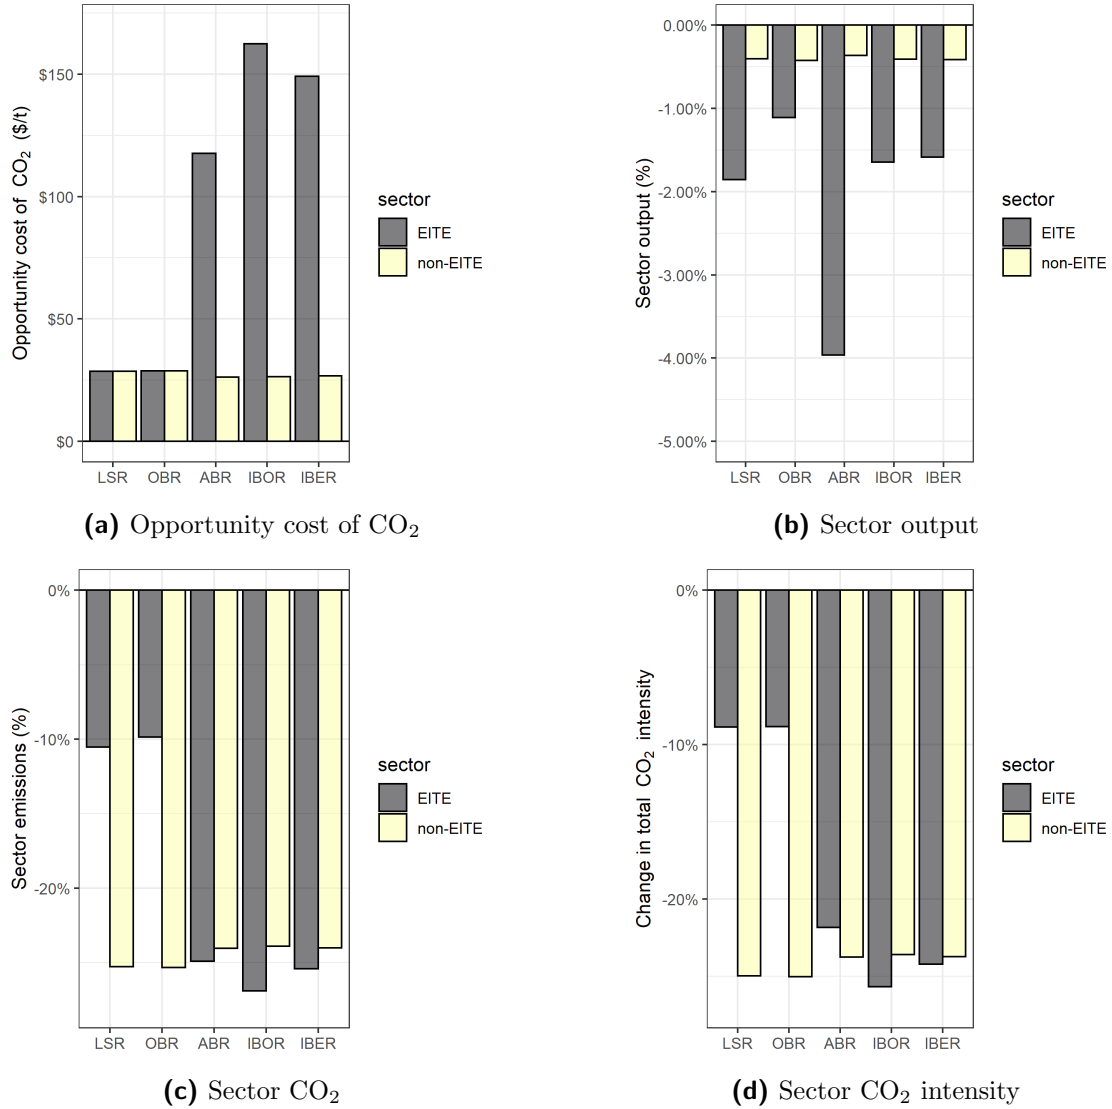 Opportunity cost of CO₂ ($/t)
$150
$100
$50
$0
LSR OBR ABR IBOR IBER
sector
EITE
non-EITE
(a) Opportunity cost of CO₂
Sector output (%)
0.00%
-1.00%
-2.00%
-3.00%
-4.00%
-5.00%
LSR OBR ABR IBOR IBER
sector
EITE
non-EITE
(b) Sector output
Sector emissions (%)
0%
-10%
-20%
LSR OBR ABR IBOR IBER
sector
EITE
non-EITE
(c) Sector CO₂
Change in total CO₂ intensity
0%
-10%
-20%
LSR OBR ABR IBOR IBER
sector
EITE
non-EITE
(d) Sector CO₂ intensity